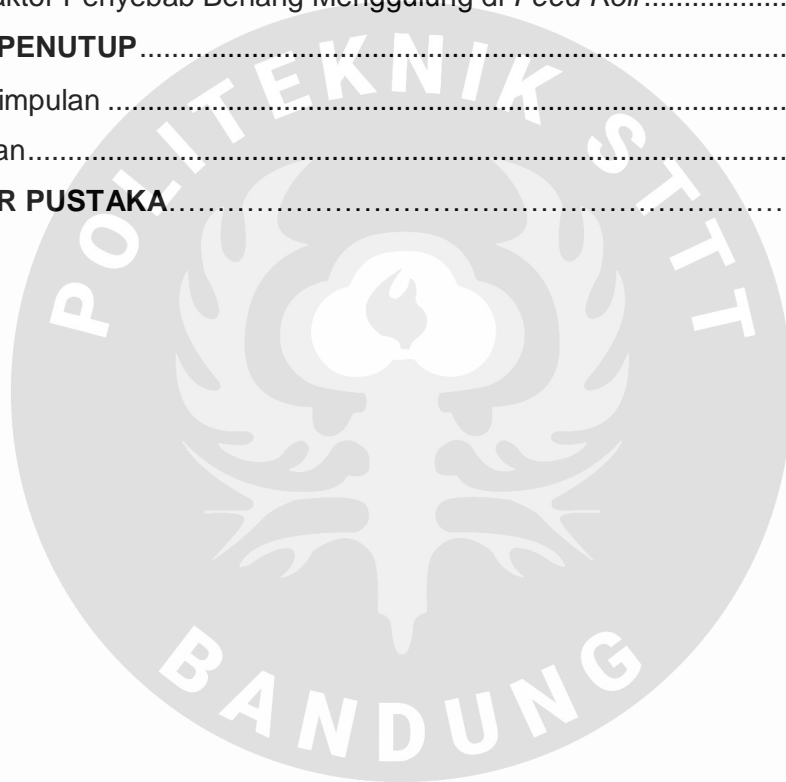 aktor Penyebab Benang Menggulung di Feed Roll..................
PENUTUP..................................................................................
impulan ......................................................................................
an................................................................................................
R PUSTAKA..............................................................................
POLITEKNIK STTT
BANDUNG